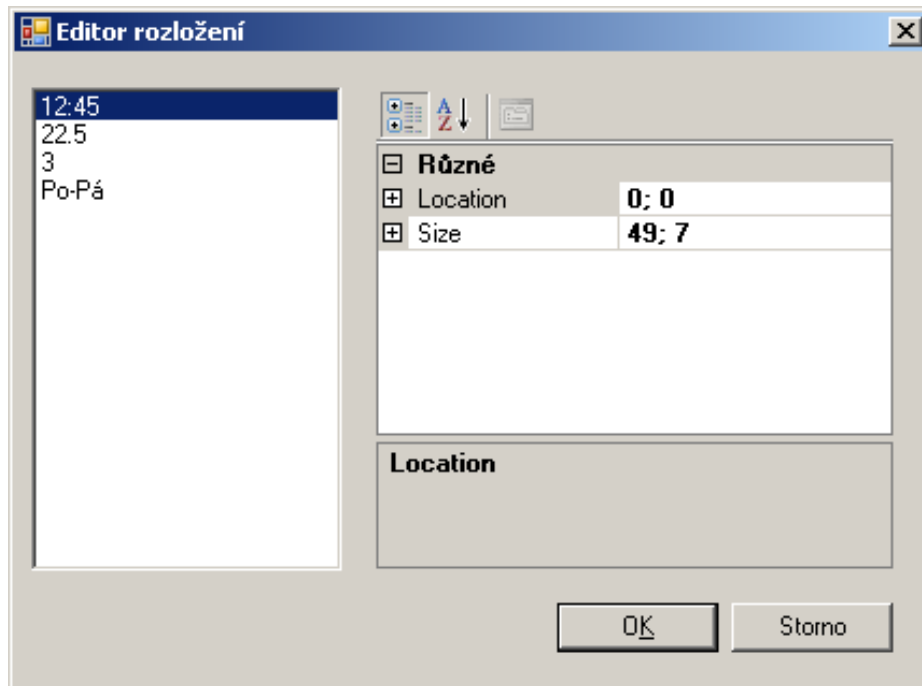 Editor rozložení
12:45
22.5
3
Po-Pá
A
Z
Různé
Location 0; 0
Size 49; 7
Location
OK Storno